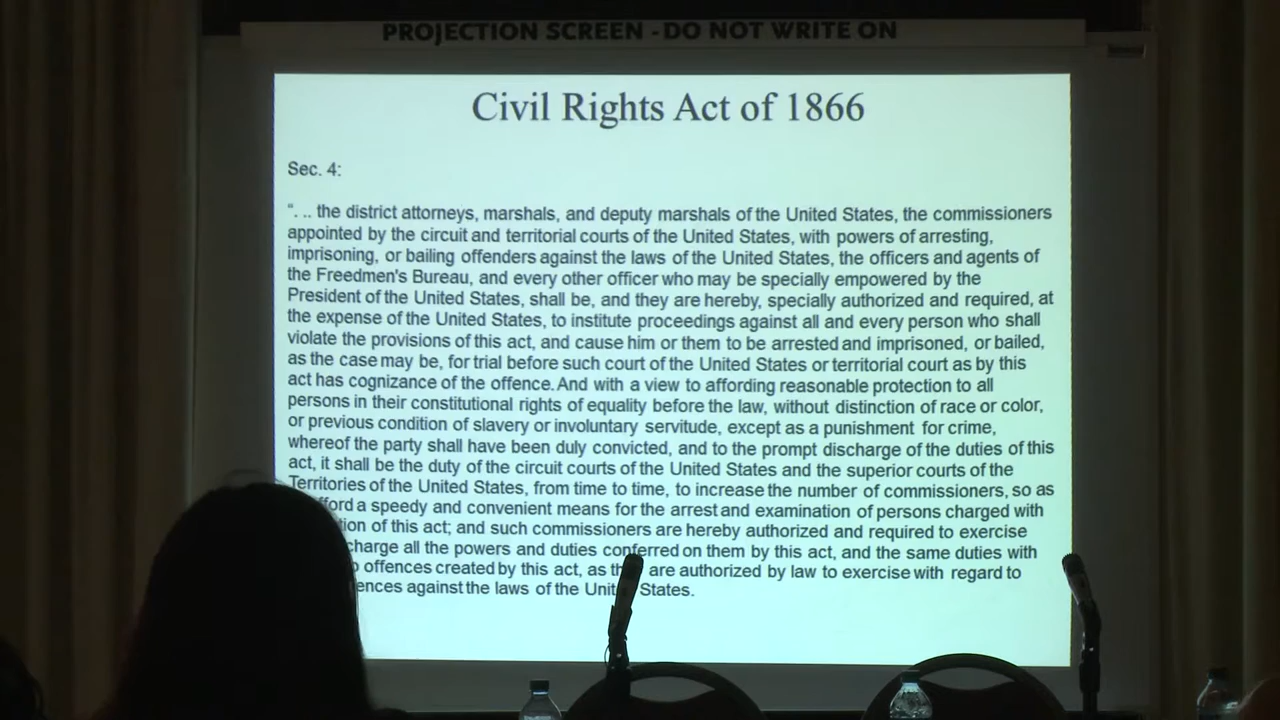 PROJECTION SCREEN - DO NOT WRITE ON
Civil Rights Act of 1866
Sec. 4:
“. .. the district attorneys, marshals, and deputy marshals of the United States, the commissioners
appointed by the circuit and territorial courts of the United States, with powers of arresting,
imprisoning, or bailing offenders against the laws of the United States, the officers and agents of
the Freedmen's Bureau, and every other officer who may be specially empowered by the
President of the United States, shall be, and they are hereby, specially authorized and required, at
the expense of the United States, to institute proceedings against all and every person who shall
violate the provisions of this act, and cause him or them to be arrested and imprisoned, or bailed,
as the case may be, for trial before such court of the United States or territorial court as by this
act has cognizance of the offence. And with a view to affording reasonable protection to all
persons in their constitutional rights of equality before the law, without distinction of race or color,
or previous condition of slavery or involuntary servitude, except as a punishment for crime,
whereof the party shall have been duly convicted, and to the prompt discharge of the duties of this
act, it shall be the duty of the circuit courts of the United States and the superior courts of the
Territories of the United States, from time to time, to increase the number of commissioners, so as
a speedy and convenient means for the arrest and examination of persons charged with
of this act; and such commissioners are hereby authorized and required to exercise
all the powers and duties conferred on them by this act, and the same duties with
offences created by this act, as are authorized by law to exercise with regard to
against the laws of the States.